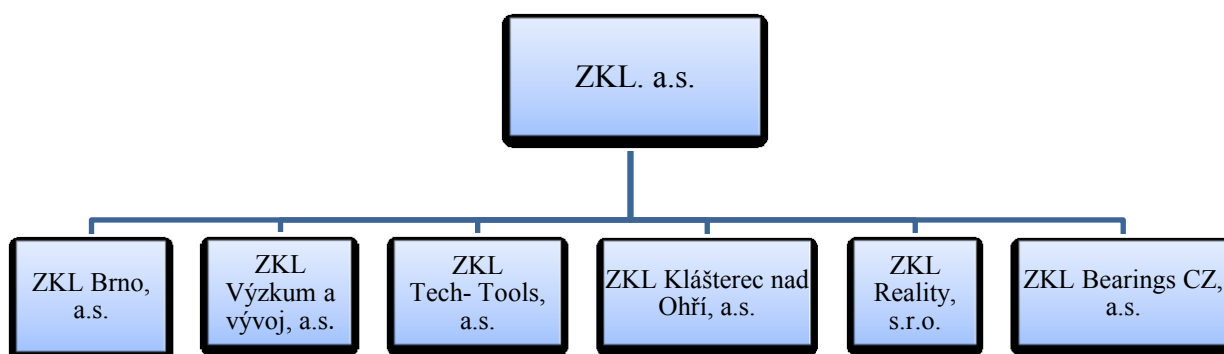 ZKL. a.s.
ZKL Brno,
a.s.
ZKL
Výzkum a
vývoj, a.s.
ZKL
Tech- Tools,
a.s.
ZKL Klášterec nad
Ohří, a.s.
ZKL
Reality,
s.r.o.
ZKL Bearings CZ,
a.s.